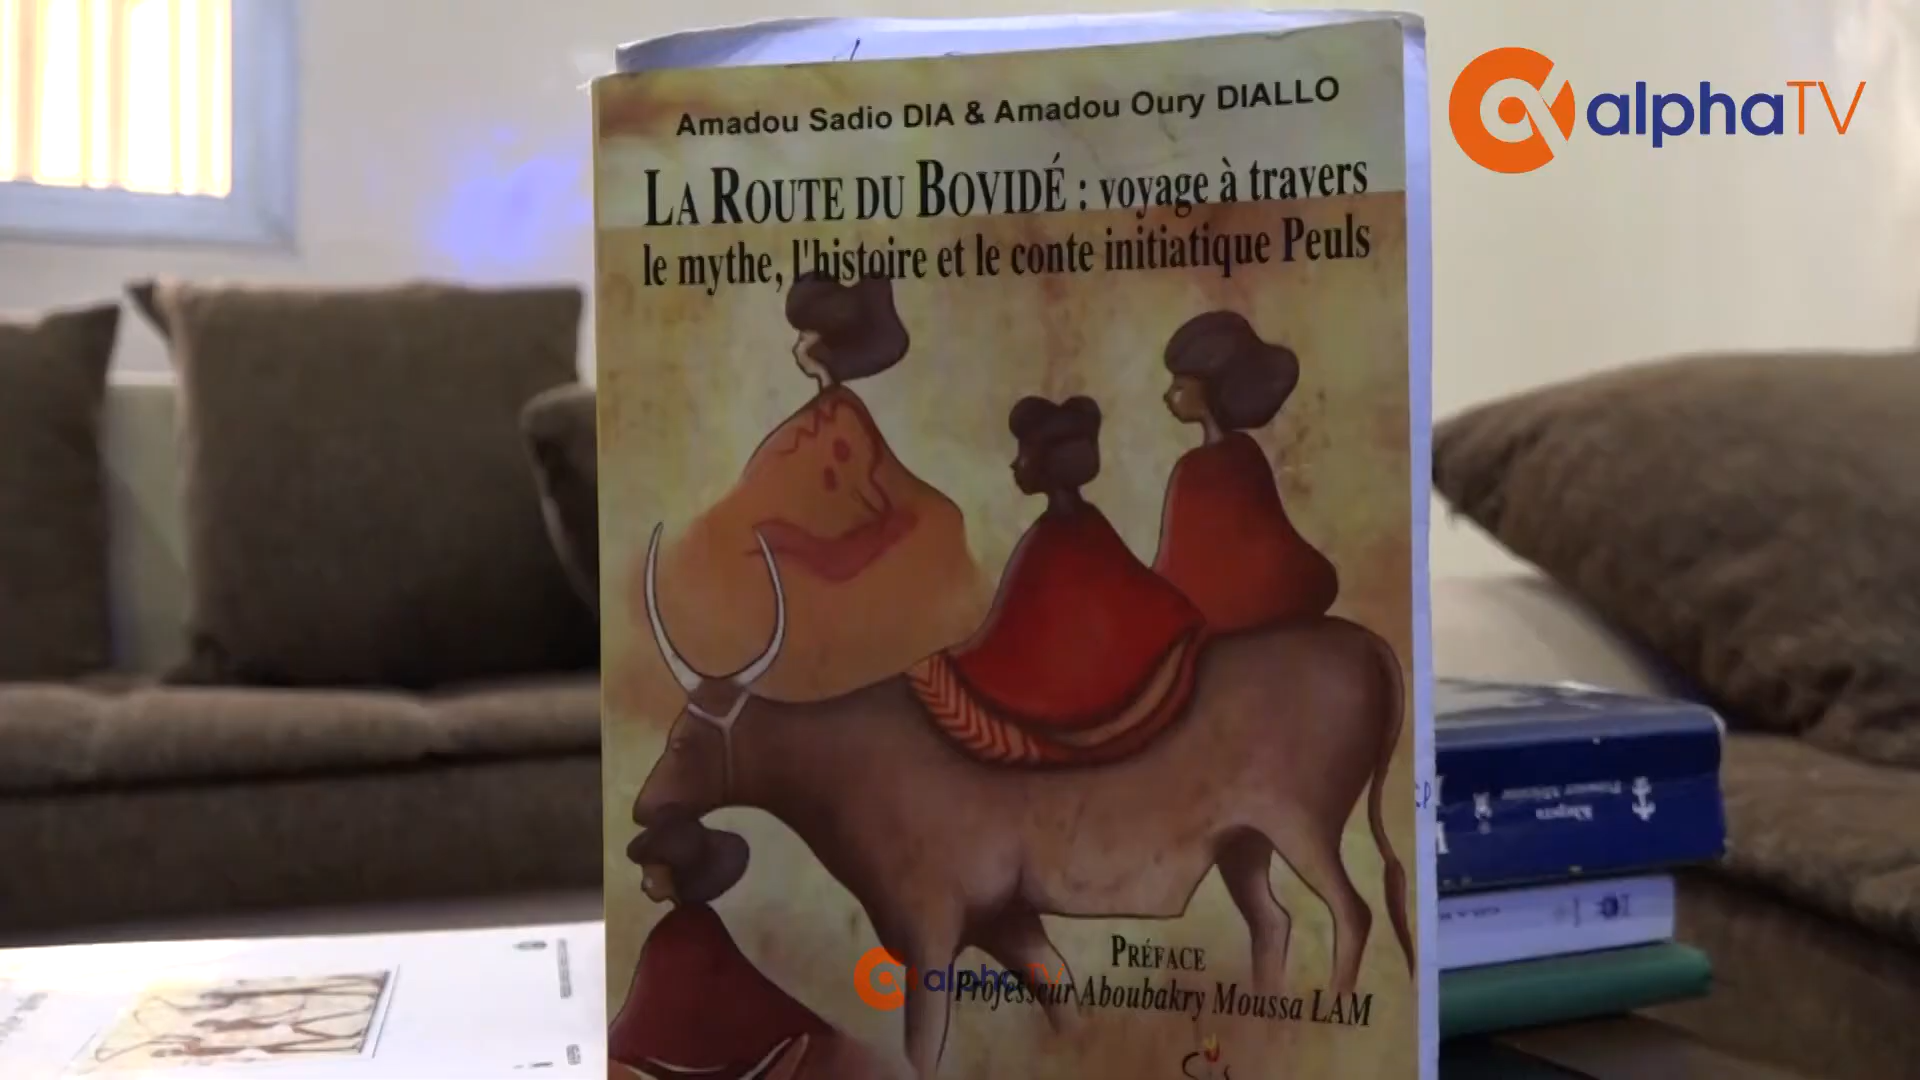 Amadou Sadio DIA & Amadou Oury DIALLO
LA ROUTE DU BOVIDÉ : voyage à travers
le mythe, l'histoire et le conte initiatique Peuls
PRÉFACE
Professeur Aboubakry Moussa LAM
alphaTV
alphaTV